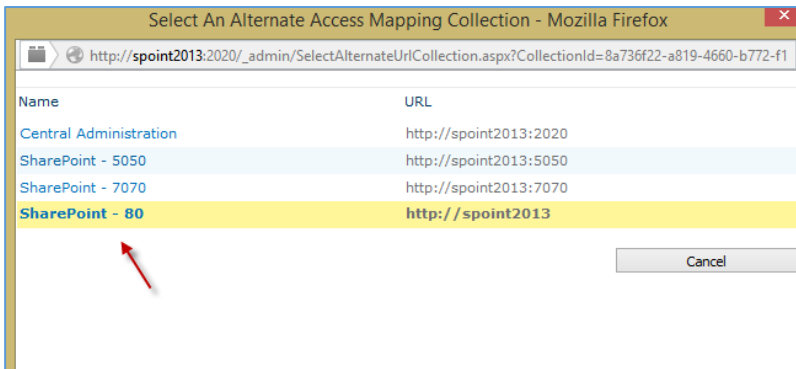 Select An Alternate Access Mapping Collection - Mozilla Firefox
http://spoint2013:2020/_admin/SelectAlternateUrlCollection.aspx?CollectionId=8a736f22-a819-4660-b772-f1
Name URL
Central Administration http://spoint2013:2020
SharePoint - 5050 http://spoint2013:5050
SharePoint - 7070 http://spoint2013:7070
SharePoint - 80 http://spoint2013
Cancel